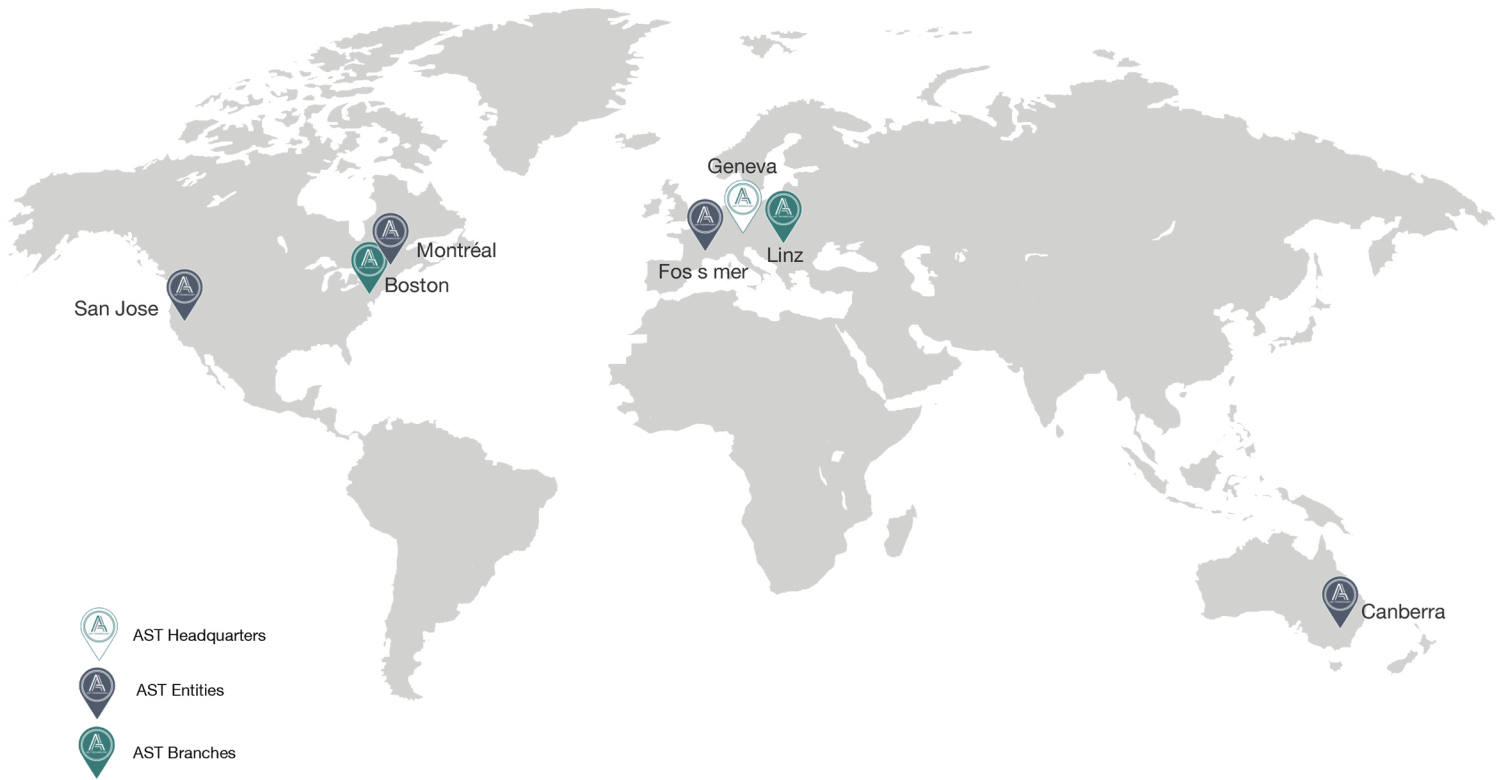 Geneva
Montréal
Linz
Fos s mer
Boston
San Jose
Canberra
AST Headquarters
AST Entities
AST Branches